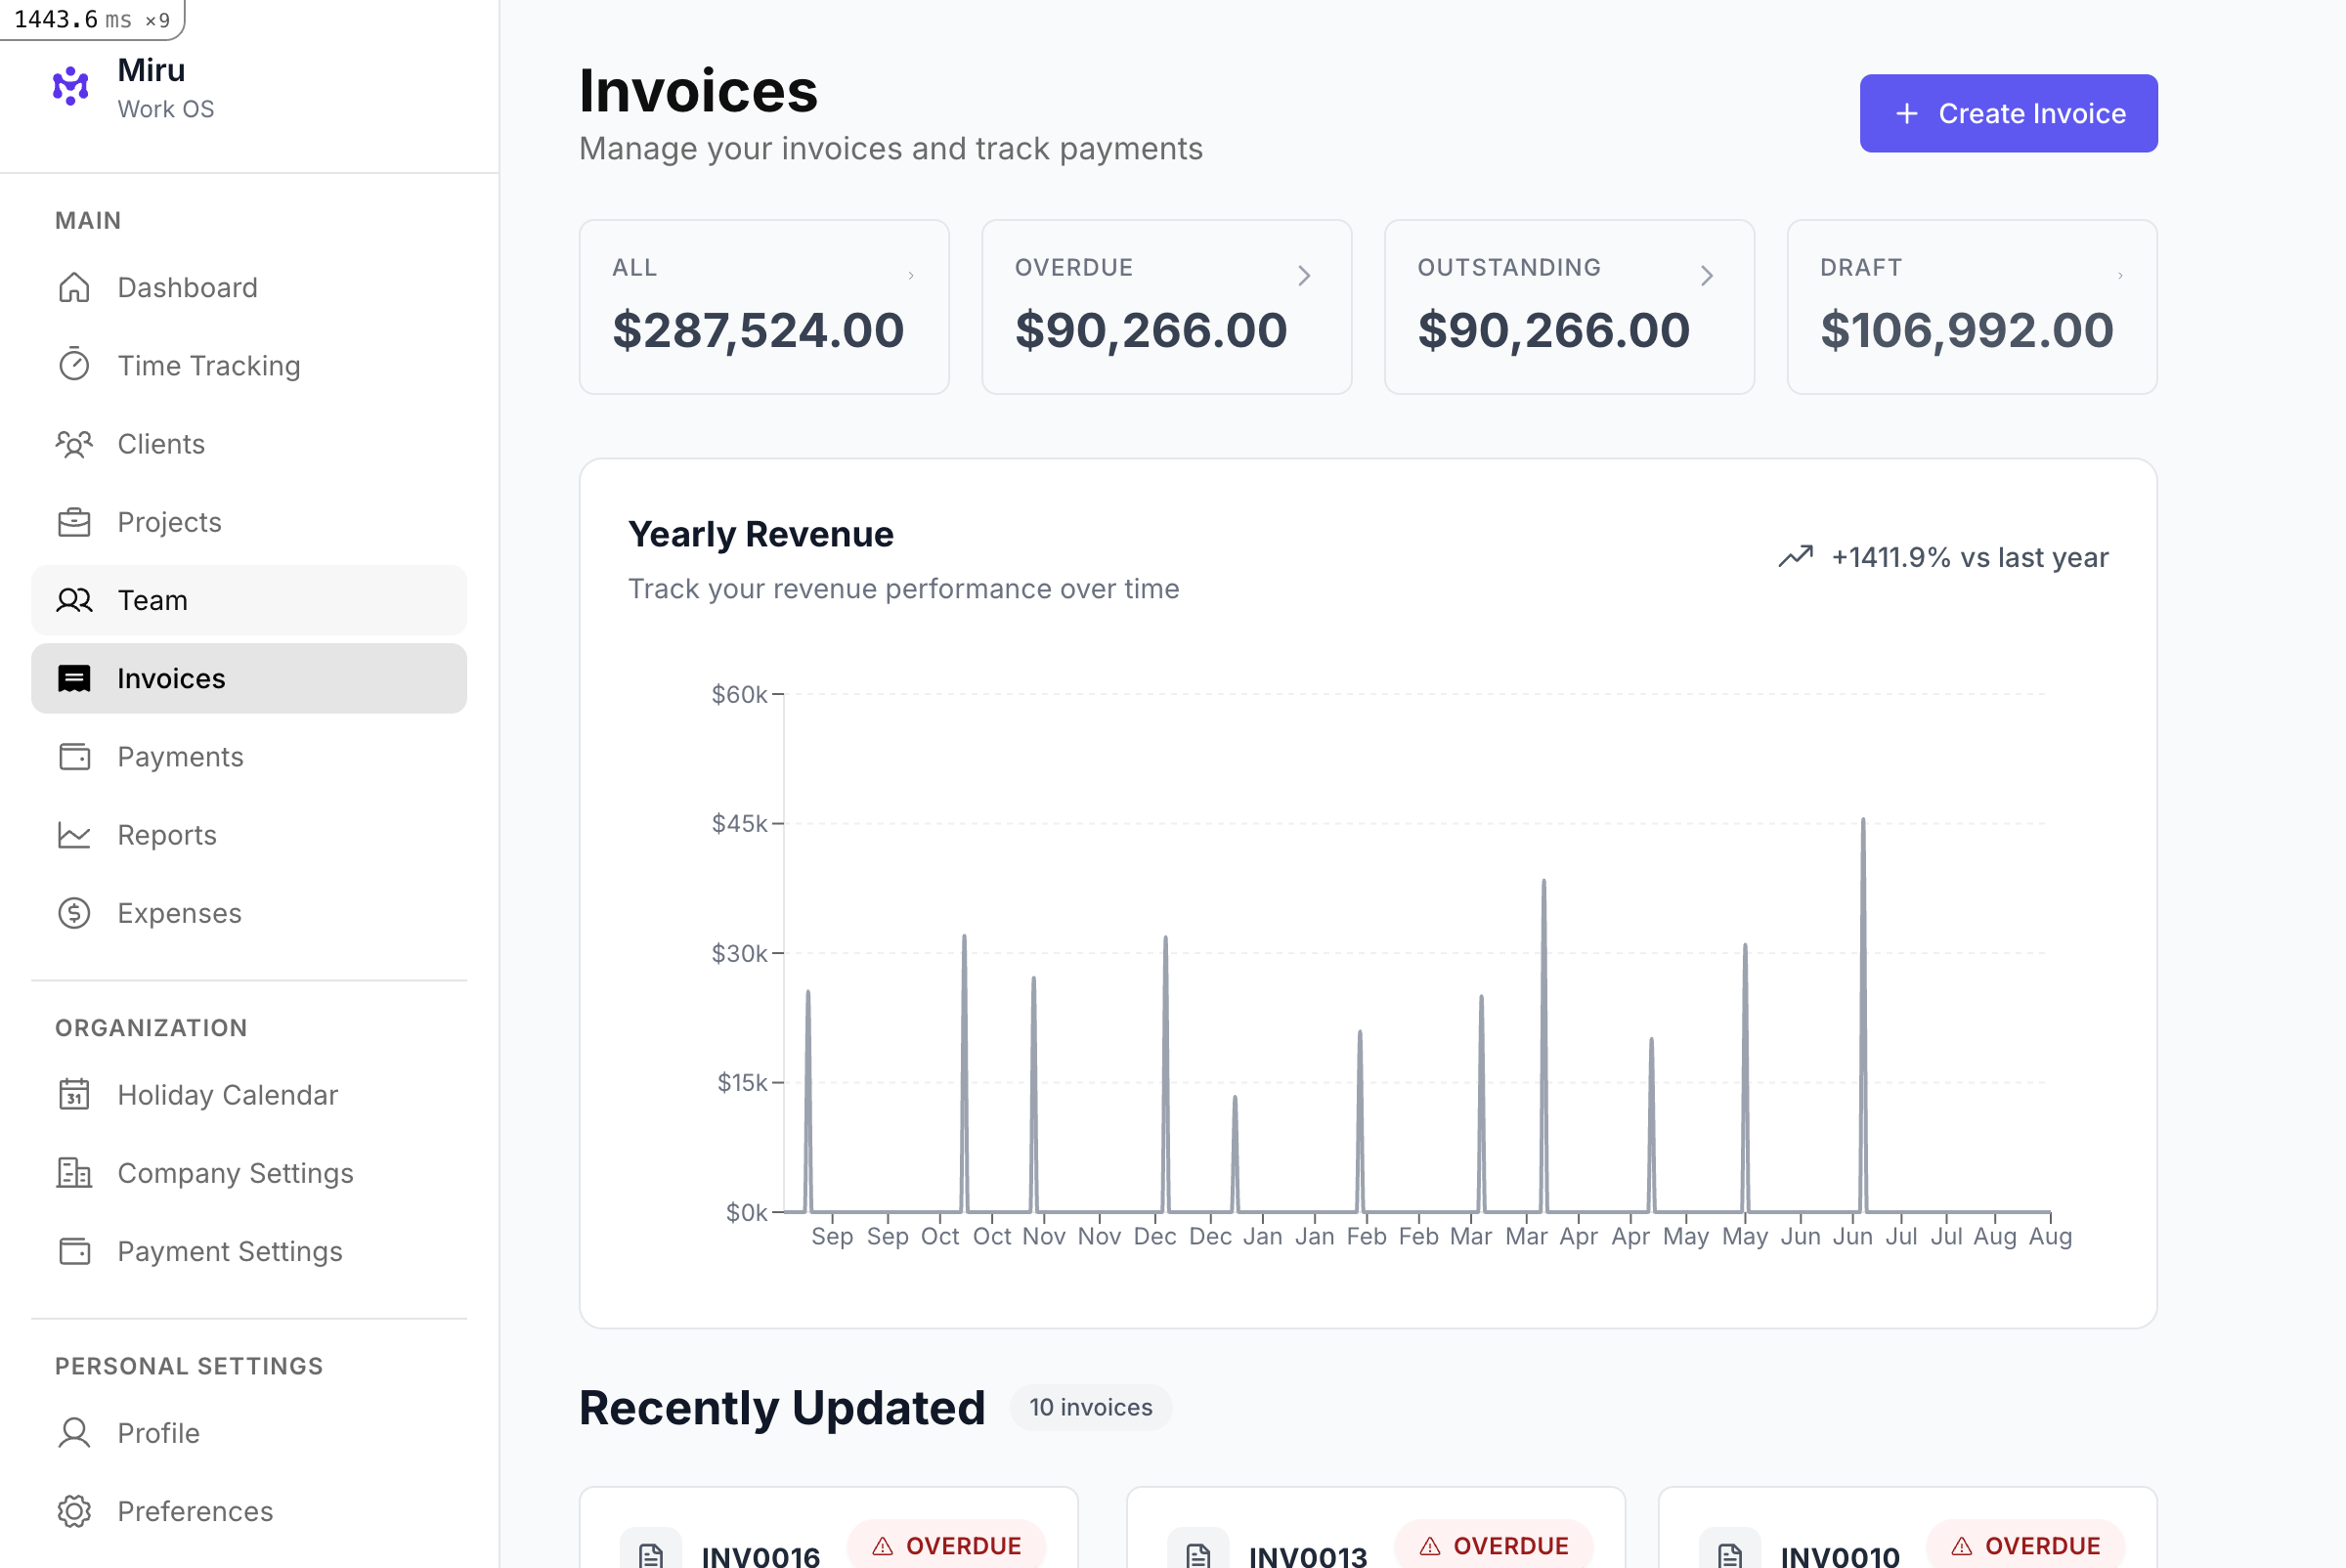 1443.6 ms ×9
Miru
Work OS
MAIN
Dashboard
Time Tracking
Clients
Projects
Team
Invoices
Payments
Reports
Expenses
ORGANIZATION
Holiday Calendar
31
Company Settings
Payment Settings
PERSONAL SETTINGS
Profile
Preferences
Invoices
Manage your invoices and track payments
+ Create Invoice
ALL
$287,524.00
OVERDUE
$90,266.00
OUTSTANDING
$90,266.00
DRAFT
$106,992.00
Yearly Revenue
Track your revenue performance over time
+1411.9% vs last year
$60k
$45k
$30k
$15k
$0k
Sep Sep Oct Oct Nov Nov Dec Dec Jan Jan Feb Feb Mar Mar Apr Apr May May Jun Jun Jul Jul Aug Aug
Recently Updated 10 invoices
INV0016 OVERDUE
INV0013 OVERDUE
INV0010 OVERDUE